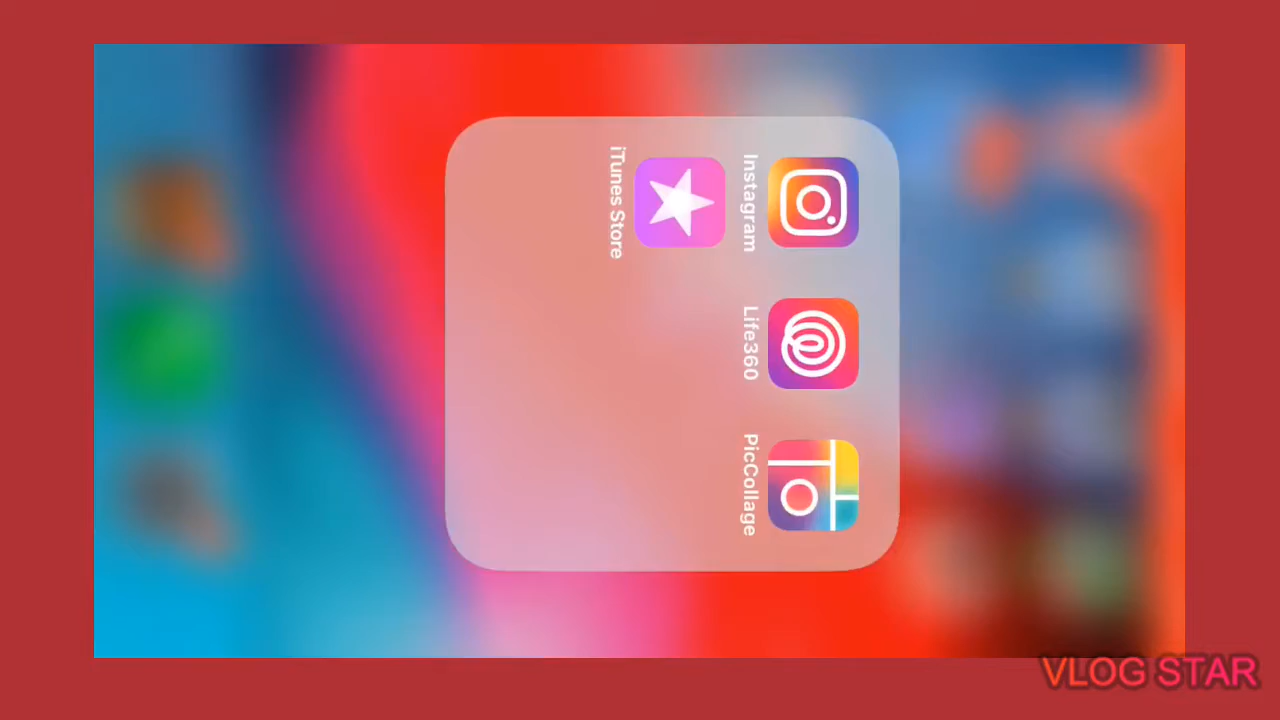 Instagram
Life360
PicCollage
iTunes Store
VLOG STAR